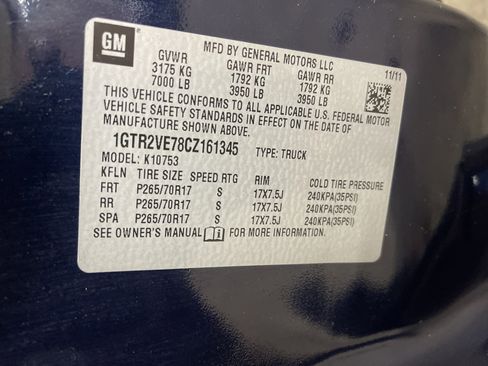 GM
MFD BY GENERAL MOTORS LLC
GVWR GAWR FRT GAWR RR 11/11
3175 KG 1792 KG 1792 KG
7000 LB 3950 LB 3950 LB
THIS VEHICLE CONFORMS TO ALL APPLICABLE U.S. FEDERAL MOTOR
VEHICLE SAFETY STANDARDS IN EFFECT ON THE DATE OF
MANUFACTURE SHOWN ABOVE.
1GTR2VE78CZ161345 TYPE: TRUCK
MODEL: K10753
KFLN TIRE SIZE SPEED RTG RIM COLD TIRE PRESSURE
FRT P265/70R17 S 17X7.5J 240KPA(35PSI)
RR P265/70R17 S 17X7.5J 240KPA(35PSI)
SPA P265/70R17 S 17X7.5J 240KPA(35PSI)
SEE OWNER'S MANUAL FOR MORE INFORMATION.